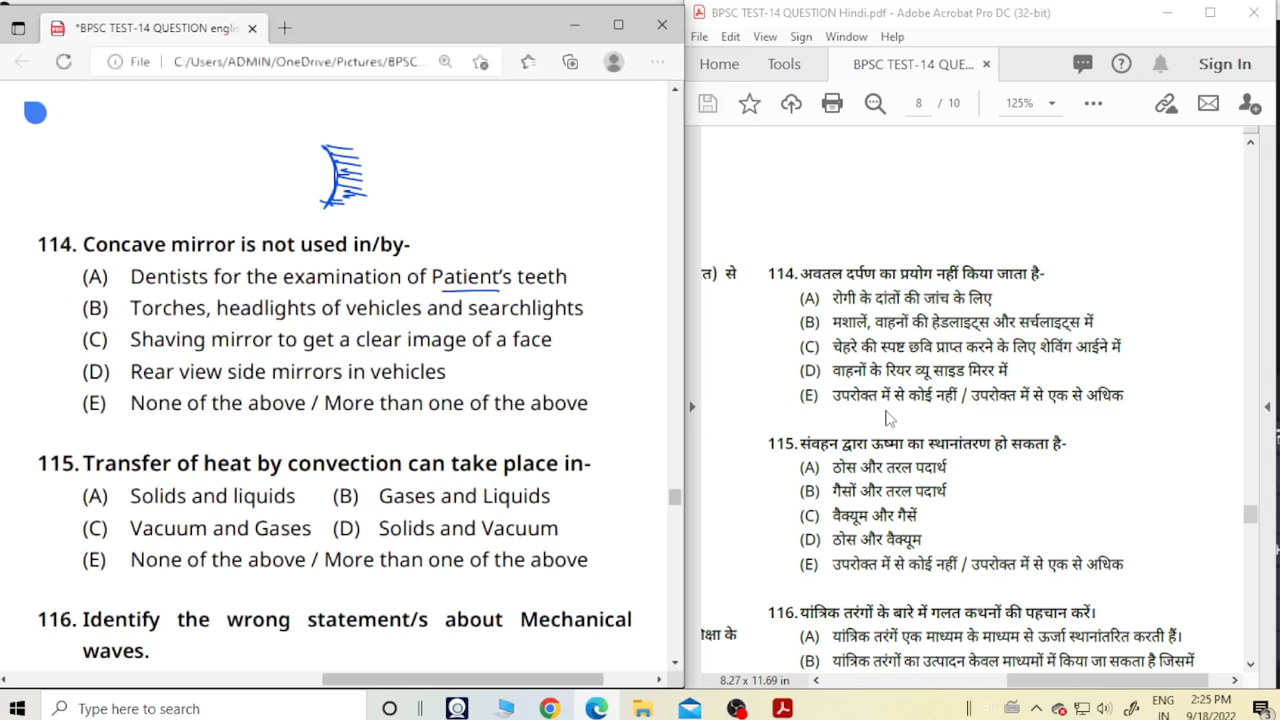 *BPSC TEST-14 QUESTION engli
File C:/Users/ADMIN/OneDrive/Pictures/BPSC...
114. Concave mirror is not used in/by-
(A) Dentists for the examination of Patient's teeth
(B) Torches, headlights of vehicles and searchlights
(C) Shaving mirror to get a clear image of a face
(D) Rear view side mirrors in vehicles
(E) None of the above / More than one of the above
115. Transfer of heat by convection can take place in-
(A) Solids and liquids (B) Gases and Liquids
(C) Vacuum and Gases (D) Solids and Vacuum
(E) None of the above / More than one of the above
116. Identify the wrong statement/s about Mechanical
waves.
BPSC TEST-14 QUESTION Hindi.pdf - Adobe Acrobat Pro DC (32-bit)
File Edit View Sign Window Help
Home Tools BPSC TEST-14 QUE... Sign In
8 / 10 125%
त) से
114. अवतल दर्पण का प्रयोग नहीं किया जाता है-
(A) रोगी के दांतों की जांच के लिए
(B) मशालें, वाहनों की हेडलाइट्स और सर्चलाइट्स में
(C) चेहरे की स्पष्ट छवि प्राप्त करने के लिए शेविंग आईने में
(D) वाहनों के रियर व्यू साइड मिरर में
(E) उपरोक्त में से कोई नहीं / उपरोक्त में से एक से अधिक
115. संवहन द्वारा ऊष्मा का स्थानांतरण हो सकता है-
(A) ठोस और तरल पदार्थ
(B) गैसों और तरल पदार्थ
(C) वैक्यूम और गैसें
(D) ठोस और वैक्यूम
(E) उपरोक्त में से कोई नहीं / उपरोक्त में से एक से अधिक
116. यांत्रिक तरंगों के बारे में गलत कथनों की पहचान करें।
क्षा के
(A) यांत्रिक तरंगें एक माध्यम के माध्यम से ऊर्जा स्थानांतरित करती हैं।
(B) यांत्रिक तरंगों का उत्पादन केवल माध्यमों में किया जा सकता है जिसमें
8.27 x 11.69 in
Type here to search
ENG
IN
2:25 PM
9/18/2022